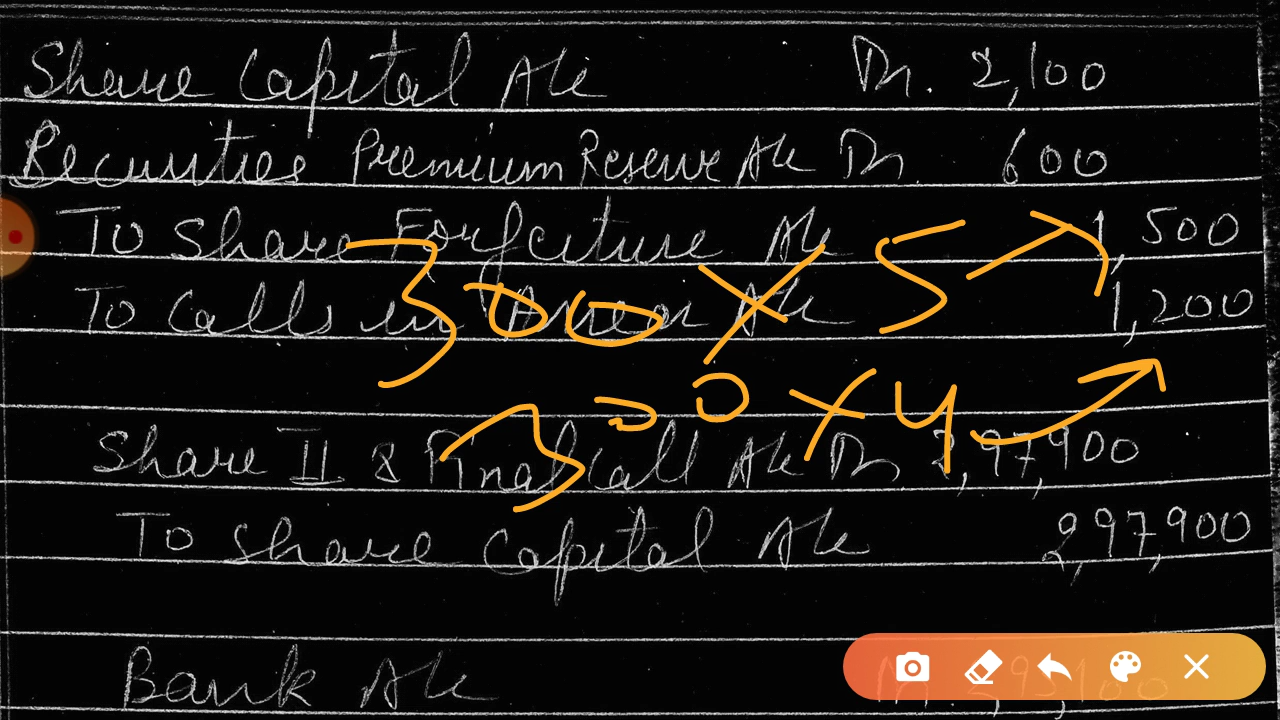 Share Capital A/c Dr. 2,100
Securities Premium Reserve A/c Dr. 600
To Share Forfeiture A/c 1,500
To Calls in Arrear A/c 1,200
300 x 5
300 x 4
Share II & Final Call A/c Dr 2,97,900
To Share Capital A/c 2,97,900
Bank A/c